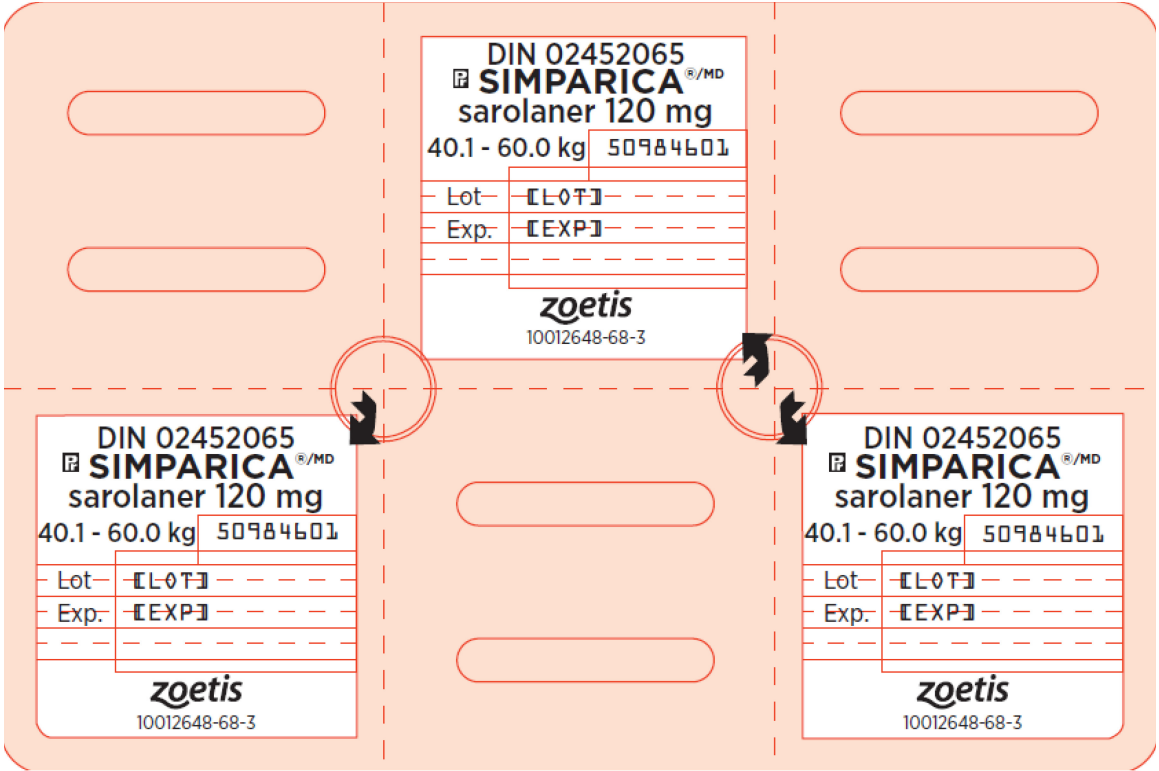 DIN 02452065
Pr SIMPARICA®/MD
sarolaner 120 mg
40.1 - 60.0 kg 50984601
Lot [LOT]
Exp. [EXP]
zoetis
10012648-68-3
DIN 02452065
Pr SIMPARICA®/MD
sarolaner 120 mg
40.1 - 60.0 kg 50984601
Lot [LOT]
Exp. [EXP]
zoetis
10012648-68-3
DIN 02452065
Pr SIMPARICA®/MD
sarolaner 120 mg
40.1 - 60.0 kg 50984601
Lot [LOT]
Exp. [EXP]
zoetis
10012648-68-3